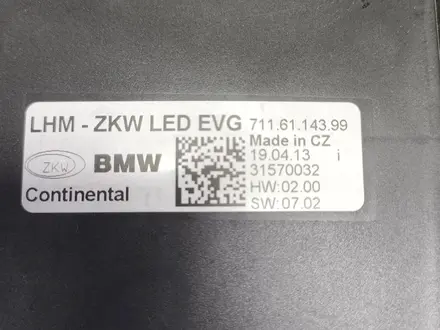 LHM - ZKW LED EVG 711.61.143.99
Made in CZ
ZKW BMW 19.04.13 i
31570032
Continental HW:02.00
SW:07.02